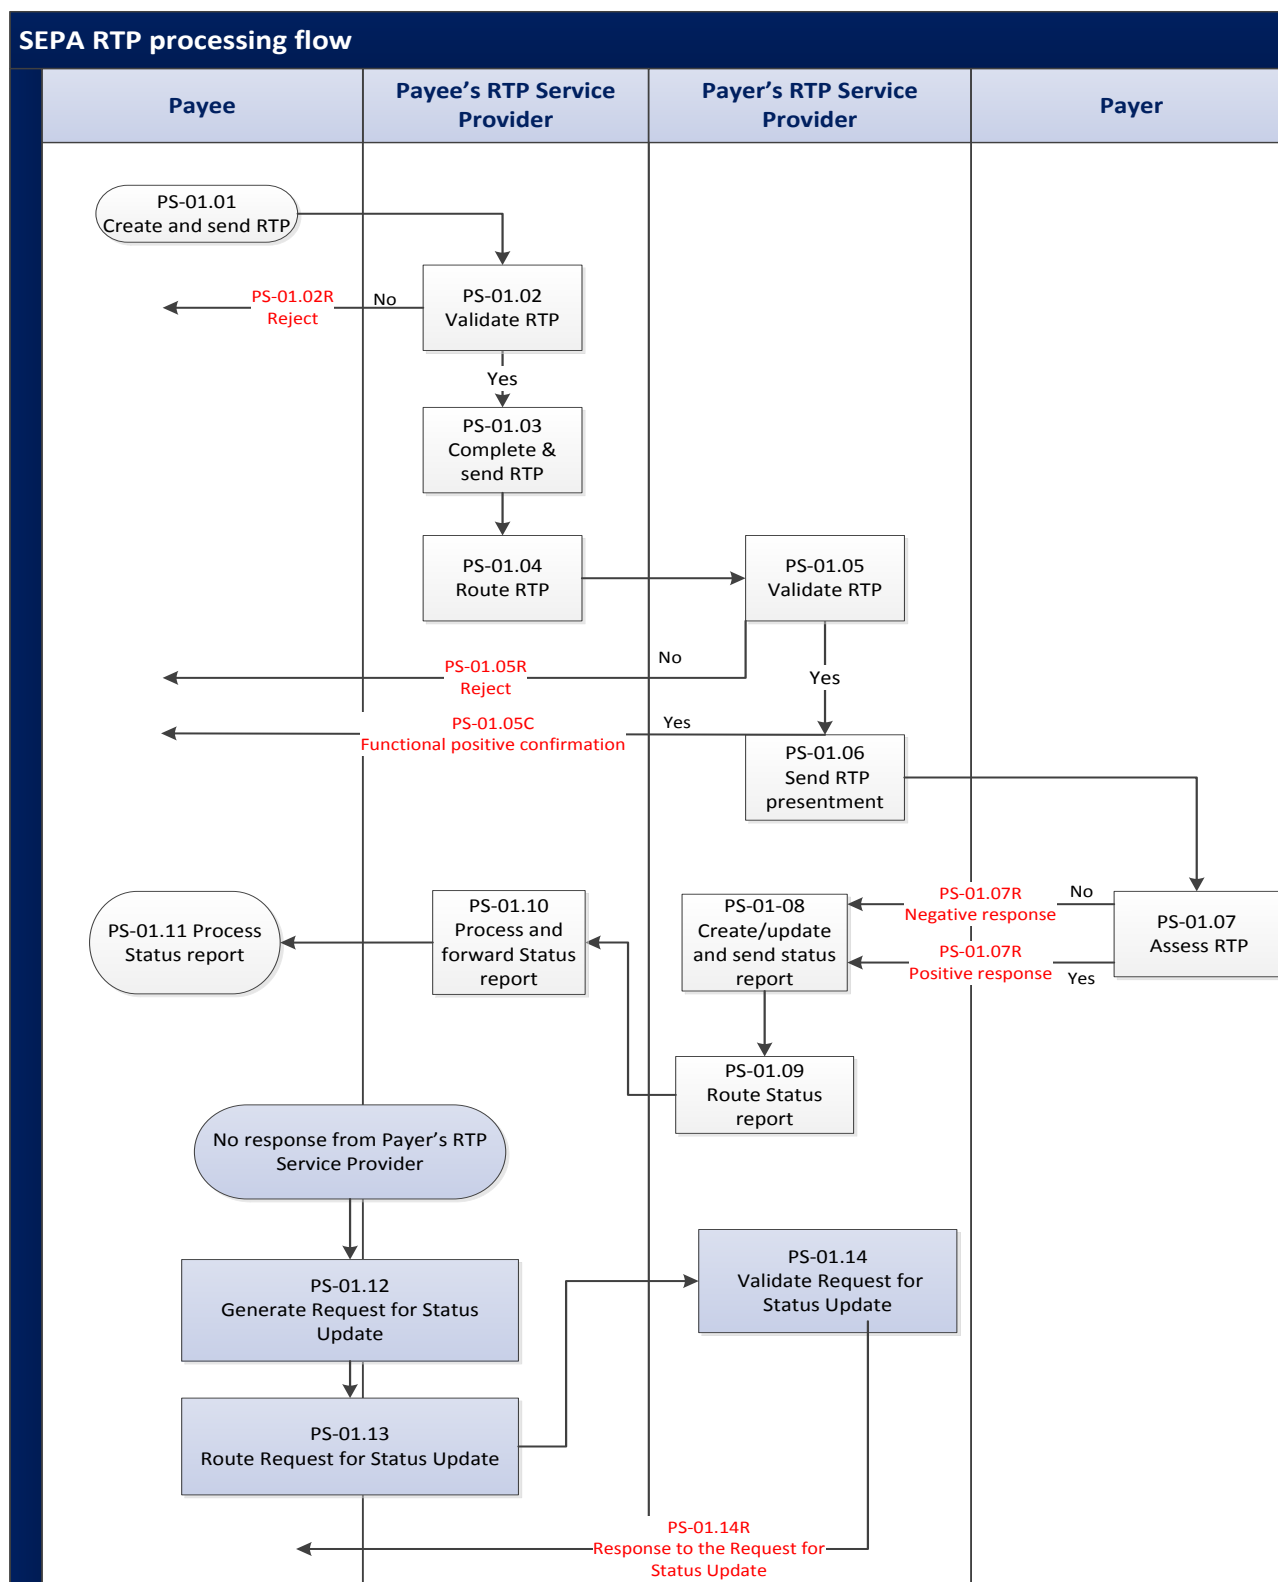 SEPA RTP processing flow
Payee
Payee's RTP Service
Provider
Payer's RTP Service
Provider
Payer
PS-01.01
Create and send RTP
PS-01.02R
Reject
No
PS-01.02
Validate RTP
Yes
PS-01.03
Complete &
send RTP
PS-01.04
Route RTP
PS-01.05
Validate RTP
PS-01.05R
Reject
No
Yes
PS-01.05C
Functional positive confirmation
Yes
PS-01.06
Send RTP
presentment
PS-01.11 Process
Status report
PS-01.10
Process and
forward Status
report
PS-01-08
Create/update
and send status
report
PS-01.07R
Negative response
No
PS-01.07R
Positive response
Yes
PS-01.07
Assess RTP
PS-01.09
Route Status
report
No response from Payer's RTP
Service Provider
PS-01.12
Generate Request for Status
Update
PS-01.14
Validate Request for
Status Update
PS-01.13
Route Request for Status Update
PS-01.14R
Response to the Request for
Status Update